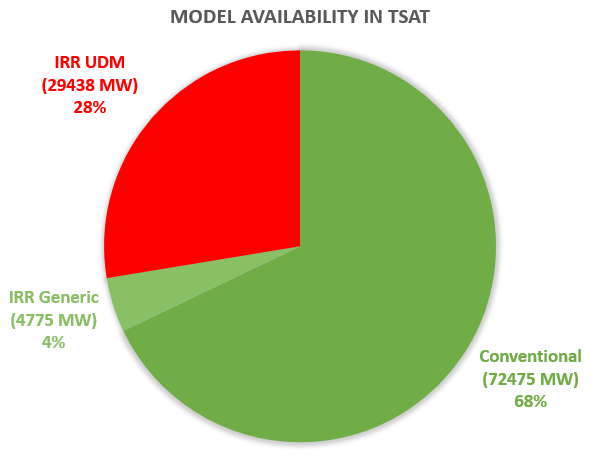 MODEL AVAILABILITY IN TSAT
IRR UDM
(29438 MW)
28%
IRR Generic
(4775 MW)
4%
Conventional
(72475 MW)
68%